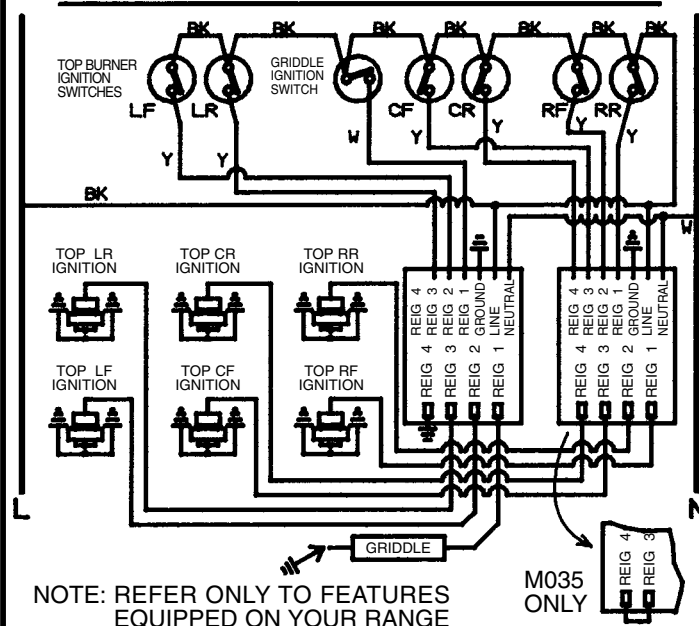 BK BK BK BK BK BK
TOP BURNER
IGNITION
SWITCHES
GRIDDLE
IGNITION
SWITCH
LF LR CF CR RF RR
Y Y W Y Y Y Y
BK
W
TOP LR
IGNITION
TOP CR
IGNITION
TOP RR
IGNITION
REIG 4
REIG 3
REIG 2
REIG 1
GROUND
LINE
NEUTRAL
REIG 4
REIG 3
REIG 2
REIG 1
GROUND
LINE
NEUTRAL
REIG 4
REIG 3
REIG 2
REIG 1
REIG 4
REIG 3
REIG 2
REIG 1
TOP LF
IGNITION
TOP CF
IGNITION
TOP RF
IGNITION
L
N
GRIDDLE
M035
ONLY
REIG 4
REIG 3
NOTE: REFER ONLY TO FEATURES
EQUIPPED ON YOUR RANGE